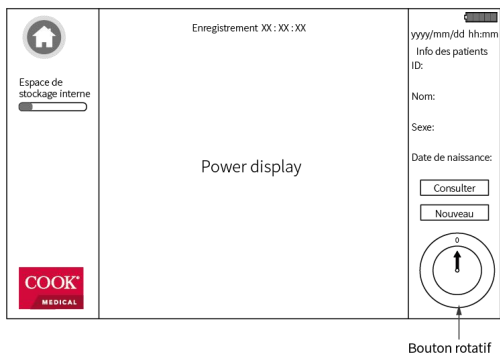 Espace de
stockage interne
COOK®
MEDICAL
Enregistrement XX : XX : XX
Power display
yyyy/mm/dd hh:mm
Info des patients
ID:
Nom:
Sexe:
Date de naissance:
Consulter
Nouveau
0
Bouton rotatif